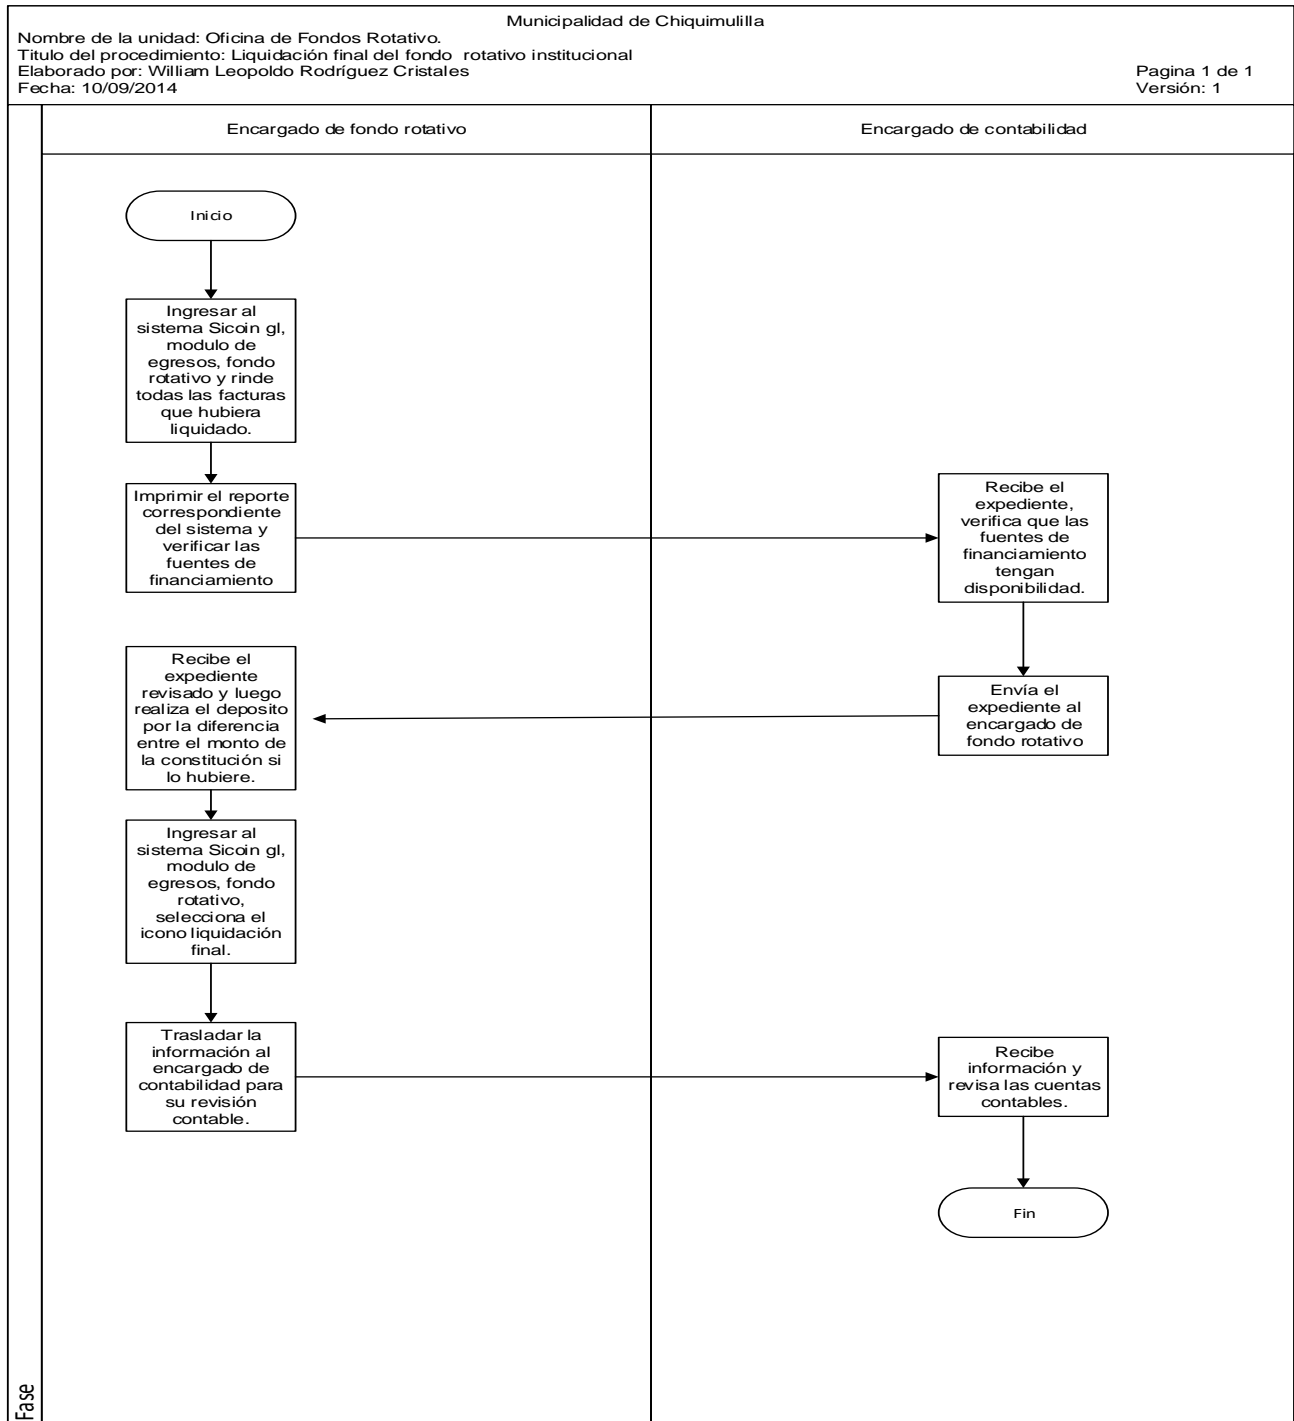 Municipalidad de Chiquimulilla
Nombre de la unidad: Oficina de Fondos Rotativo.
Titulo del procedimiento: Liquidación final del fondo rotativo institucional
Elaborado por: William Leopoldo Rodríguez Cristales
Pagina 1 de 1
Fecha: 10/09/2014
Versión: 1
Encargado de fondo rotativo
Encargado de contabilidad
Inicio
Ingresar al
sistema Sicoin gl,
modulo de
egresos, fondo
rotativo y rinde
todas las facturas
que hubiera
liquidado.
Imprimir el reporte
correspondiente
del sistema y
verificar las
fuentes de
financiamiento
Recibe el
expediente,
verifica que las
fuentes de
financiamiento
tengan
disponibilidad.
Envía el
expediente al
encargado de
fondo rotativo
Recibe el
expediente
revisado y luego
realiza el deposito
por la diferencia
entre el monto de
la constitución si
lo hubiere.
Ingresar al
sistema Sicoin gl,
modulo de
egresos, fondo
rotativo,
selecciona el
icono liquidación
final.
Trasladar la
información al
encargado de
contabilidad para
su revisión
contable.
Recibe
información y
revisa las cuentas
contables.
Fin
Fase